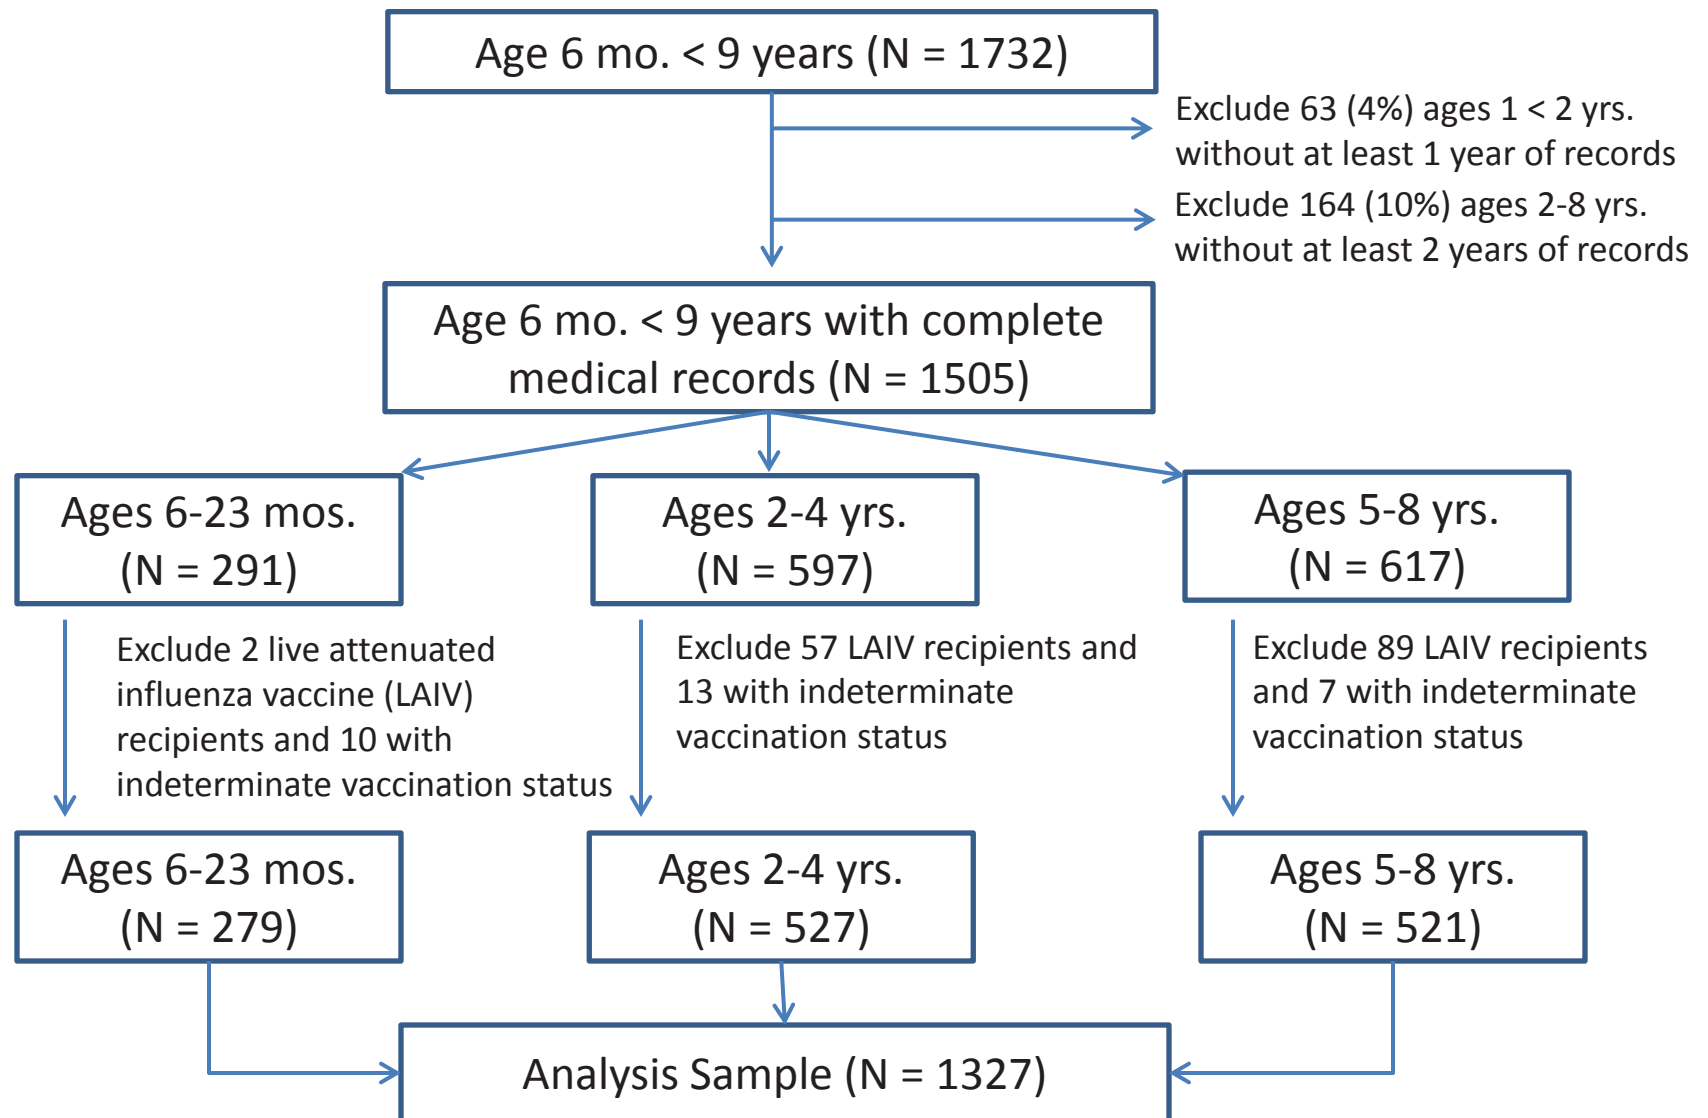 Age 6 mo. < 9 years (N = 1732)
Exclude 63 (4%) ages 1 < 2 yrs.
without at least 1 year of records
Exclude 164 (10%) ages 2-8 yrs.
without at least 2 years of records
Age 6 mo. < 9 years with complete
medical records (N = 1505)
Ages 6-23 mos.
(N = 291)
Ages 2-4 yrs.
(N = 597)
Ages 5-8 yrs.
(N = 617)
Exclude 2 live attenuated
influenza vaccine (LAIV)
recipients and 10 with
indeterminate vaccination status
Exclude 57 LAIV recipients and
13 with indeterminate
vaccination status
Exclude 89 LAIV recipients
and 7 with indeterminate
vaccination status
Ages 6-23 mos.
(N = 279)
Ages 2-4 yrs.
(N = 527)
Ages 5-8 yrs.
(N = 521)
Analysis Sample (N = 1327)